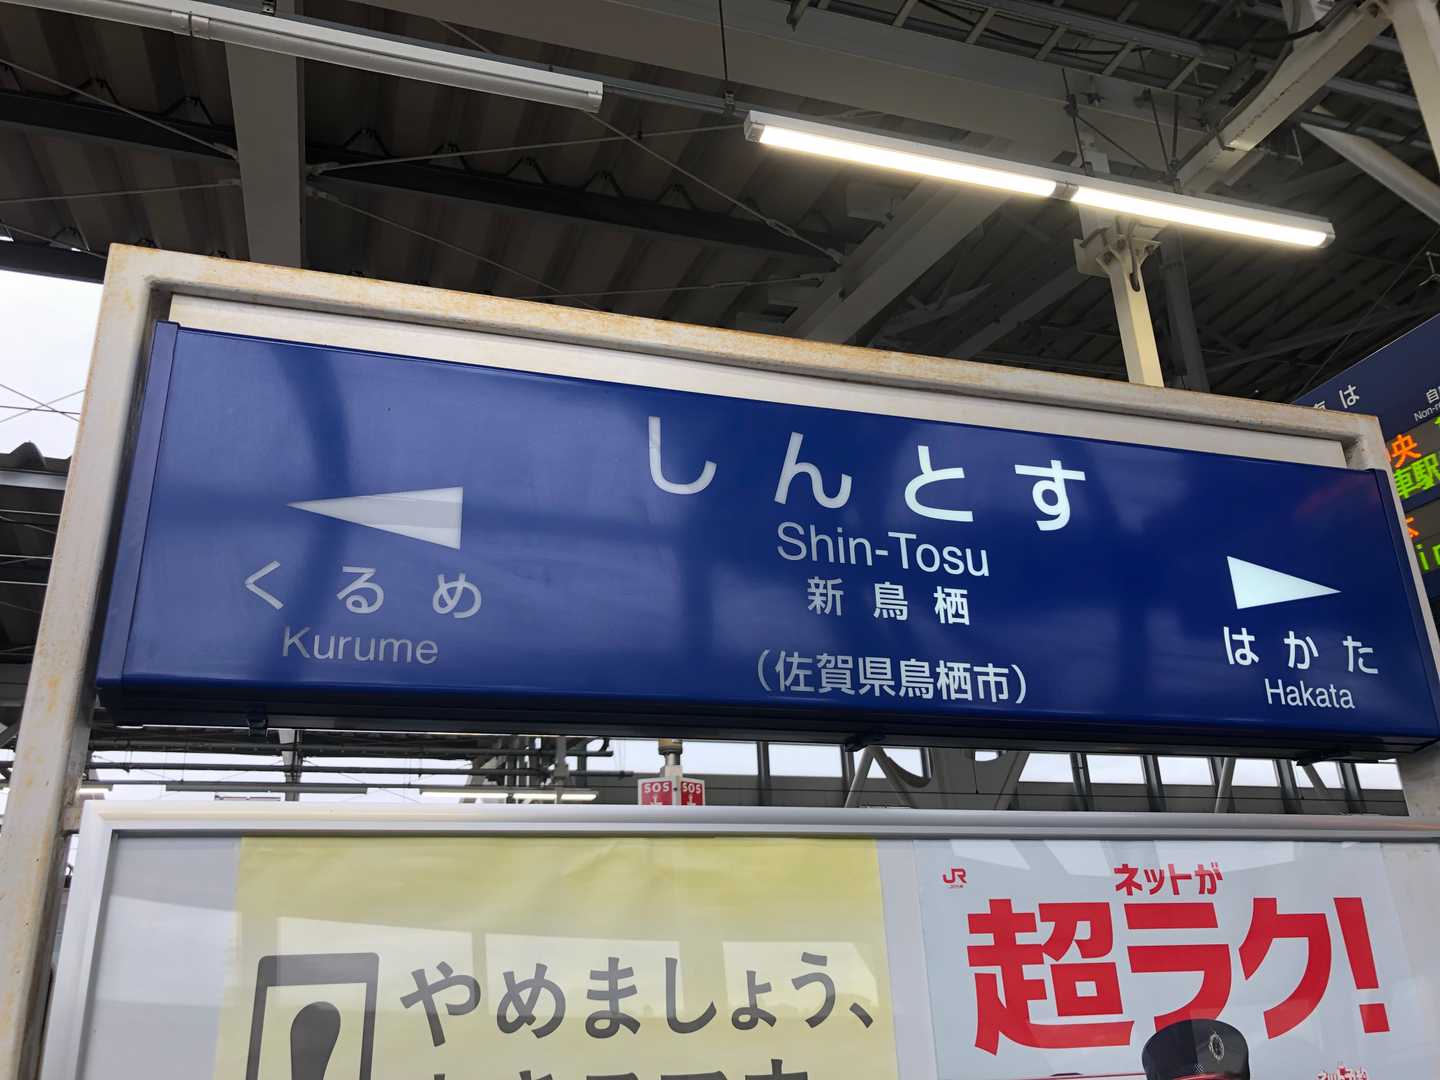 しんとす
Shin-Tosu
新鳥栖
(佐賀県鳥栖市)
くるめ
Kurume
はかた
Hakata
SOS SOS
やめましょう、
JR
ネットが
超ラク!